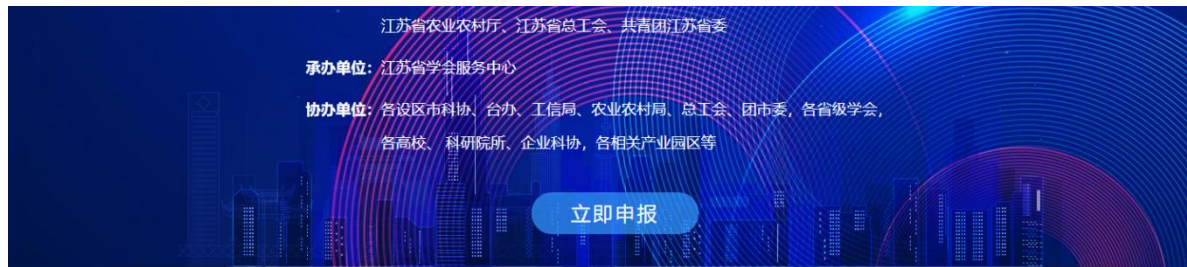 江苏省农业农村厅、江苏省总工会、共青团江苏省委
承办单位：江苏省学会服务中心
协办单位：各设区市科协、台办、工信局、农业农村局、总工会、团市委，各省级学会，
各高校、 科研院所、企业科协，各相关产业园区等
立即申报